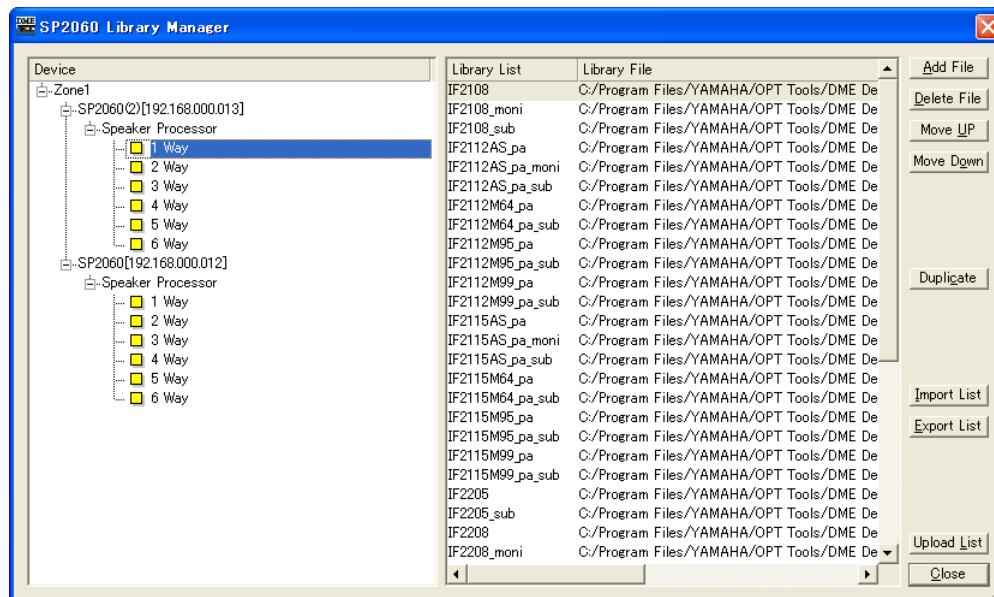 DME SP2060 Library Manager
Device
Zone1
SP2060(2)[192.168.000.013]
Speaker Processor
1 Way
2 Way
3 Way
4 Way
5 Way
6 Way
SP2060[192.168.000.012]
Speaker Processor
1 Way
2 Way
3 Way
4 Way
5 Way
6 Way
Library List Library File
IF2108 C:/Program Files/YAMAHA/OPT Tools/DME De
IF2108_moni C:/Program Files/YAMAHA/OPT Tools/DME De
IF2108_sub C:/Program Files/YAMAHA/OPT Tools/DME De
IF2112AS_pa C:/Program Files/YAMAHA/OPT Tools/DME De
IF2112AS_pa_moni C:/Program Files/YAMAHA/OPT Tools/DME De
IF2112AS_pa_sub C:/Program Files/YAMAHA/OPT Tools/DME De
IF2112M64_pa C:/Program Files/YAMAHA/OPT Tools/DME De
IF2112M64_pa_sub C:/Program Files/YAMAHA/OPT Tools/DME De
IF2112M95_pa C:/Program Files/YAMAHA/OPT Tools/DME De
IF2112M95_pa_sub C:/Program Files/YAMAHA/OPT Tools/DME De
IF2112M99_pa C:/Program Files/YAMAHA/OPT Tools/DME De
IF2112M99_pa_sub C:/Program Files/YAMAHA/OPT Tools/DME De
IF2115AS_pa C:/Program Files/YAMAHA/OPT Tools/DME De
IF2115AS_pa_moni C:/Program Files/YAMAHA/OPT Tools/DME De
IF2115AS_pa_sub C:/Program Files/YAMAHA/OPT Tools/DME De
IF2115M64_pa C:/Program Files/YAMAHA/OPT Tools/DME De
IF2115M64_pa_sub C:/Program Files/YAMAHA/OPT Tools/DME De
IF2115M95_pa C:/Program Files/YAMAHA/OPT Tools/DME De
IF2115M95_pa_sub C:/Program Files/YAMAHA/OPT Tools/DME De
IF2115M99_pa C:/Program Files/YAMAHA/OPT Tools/DME De
IF2115M99_pa_sub C:/Program Files/YAMAHA/OPT Tools/DME De
IF2205 C:/Program Files/YAMAHA/OPT Tools/DME De
IF2205_sub C:/Program Files/YAMAHA/OPT Tools/DME De
IF2208 C:/Program Files/YAMAHA/OPT Tools/DME De
IF2208_moni C:/Program Files/YAMAHA/OPT Tools/DME De
Add File
Delete File
Move UP
Move Down
Duplicate
Import List
Export List
Upload List
Close